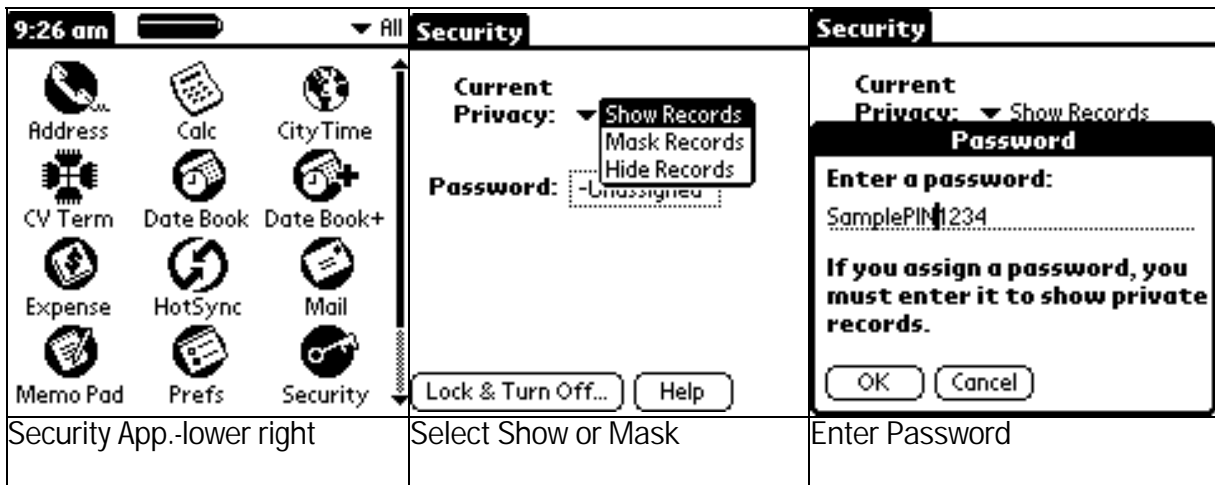 9:26 am
All
Address
Calc
City Time
CV Term
Date Book
Date Book+
Expense
HotSync
Mail
Memo Pad
Prefs
Security
Security App.-lower right
Security
Current
Privacy:
Show Records
Mask Records
Hide Records
Password: -Unassigned-
Lock & Turn Off...
Help
Select Show or Mask
Security
Current
Privacy: Show Records
Password
Enter a password:
SamplePIN1234
If you assign a password, you
must enter it to show private
records.
OK
Cancel
Enter Password